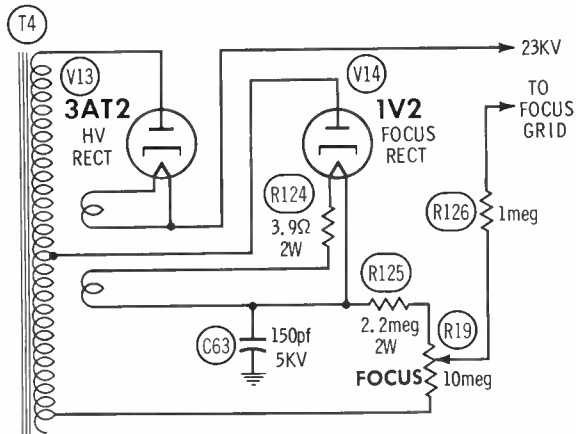 T4
V13
3AT2
HV
RECT
V14
1V2
FOCUS
RECT
23KV
TO
FOCUS
GRID
R124
3.9Ω
2W
R126
1meg
R125
2.2meg
2W
R19
FOCUS
10meg
C63
150pf
5KV